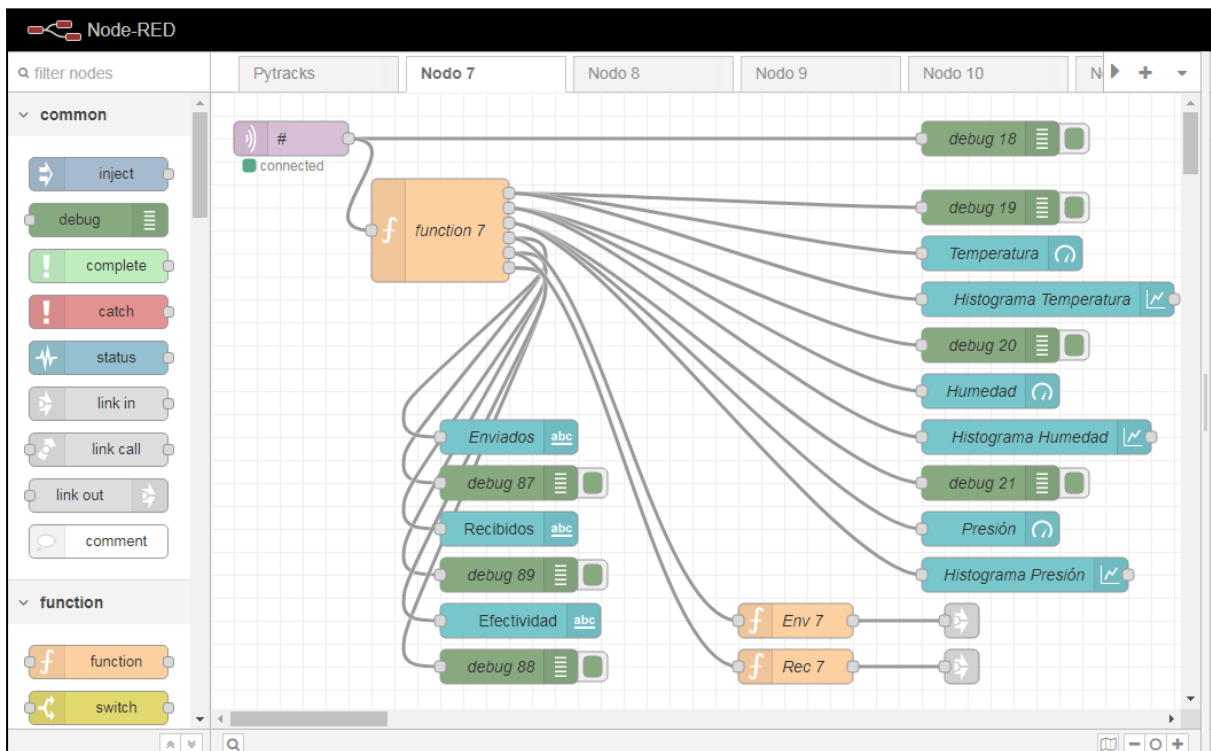 Node-RED
filter nodes
Pytracks
Nodo 7
Nodo 8
Nodo 9
Nodo 10
common
inject
debug
complete
catch
status
link in
link call
link out
comment
function
function
switch
#
connected
function 7
debug 18
debug 19
Temperatura
Histograma Temperatura
debug 20
Humedad
Histograma Humedad
debug 21
Presión
Histograma Presión
Enviados abc
debug 87
Recibidos abc
debug 89
Efectividad abc
debug 88
Env 7
Rec 7